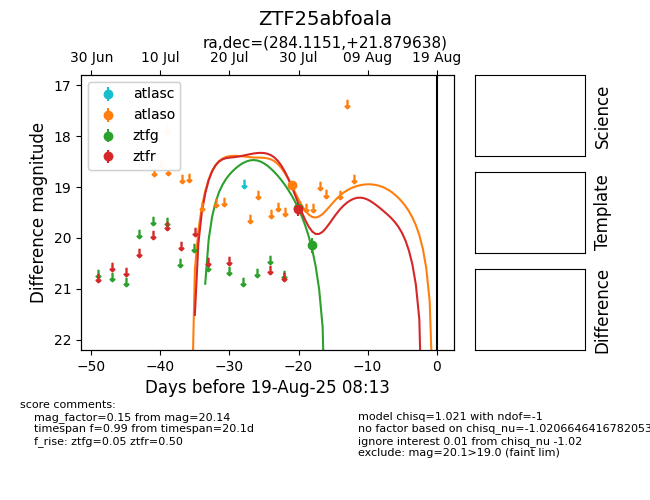 ZTF25abfoala
ra,dec=(284.1151,+21.879638)
30 Jun 10 Jul 20 Jul 30 Jul 09 Aug 19 Aug
atlasc
atlaso
ztfg
ztfr
17
18
19
20
21
22
Difference magnitude
−50 −40 −30 −20 −10 0
Days before 19-Aug-25 08:13
Science
Template
Difference
score comments:
mag_factor=0.15 from mag=20.14
timespan f=0.99 from timespan=20.1d
f_rise: ztfg=0.05 ztfr=0.50
model chisq=1.021 with ndof=-1
no factor based on chisq_nu=-1.0206646416782053
ignore interest 0.01 from chisq_nu -1.02
exclude: mag=20.1>19.0 (faint lim)